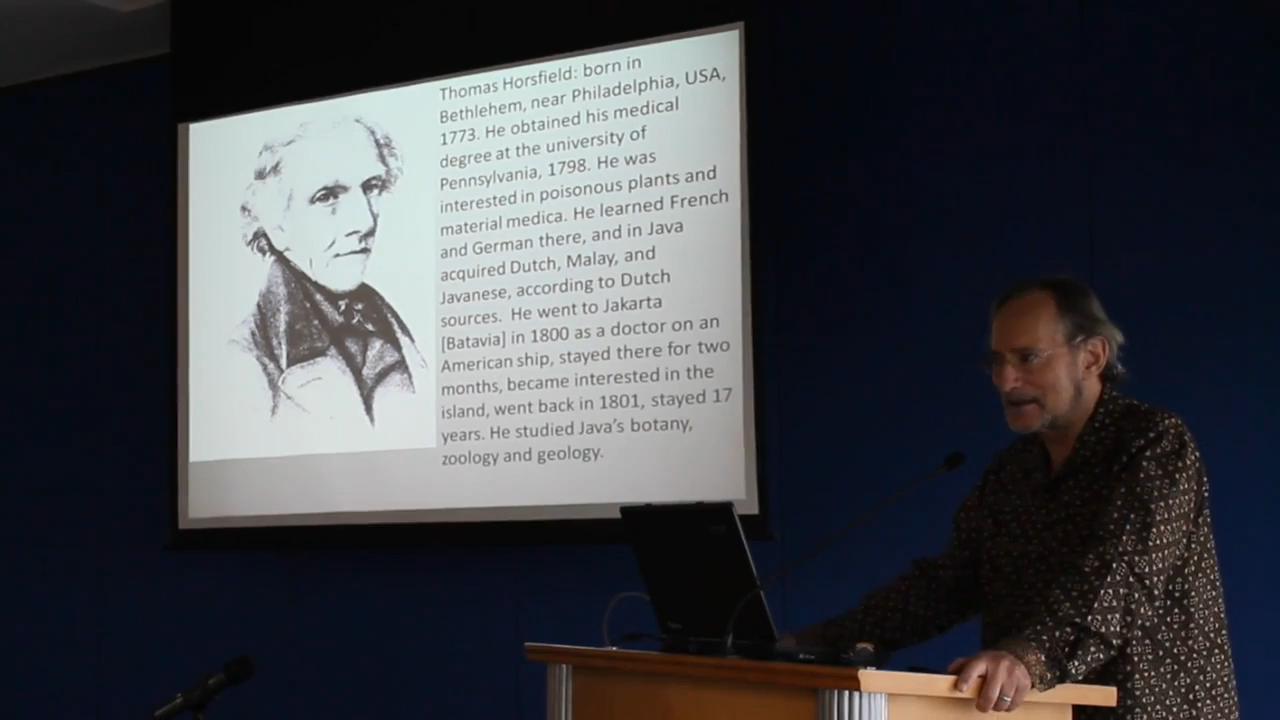 Thomas Horsfield: born in
Bethlehem, near Philadelphia, USA,
1773. He obtained his medical
degree at the university of
Pennsylvania, 1798. He was
interested in poisonous plants and
material medica. He learned French
and German there, and in Java
acquired Dutch, Malay, and
Javanese, according to Dutch
sources. He went to Jakarta
[Batavia] in 1800 as a doctor on an
American ship, stayed there for two
months, became interested in the
island, went back in 1801, stayed 17
years. He studied Java's botany,
zoology and geology.